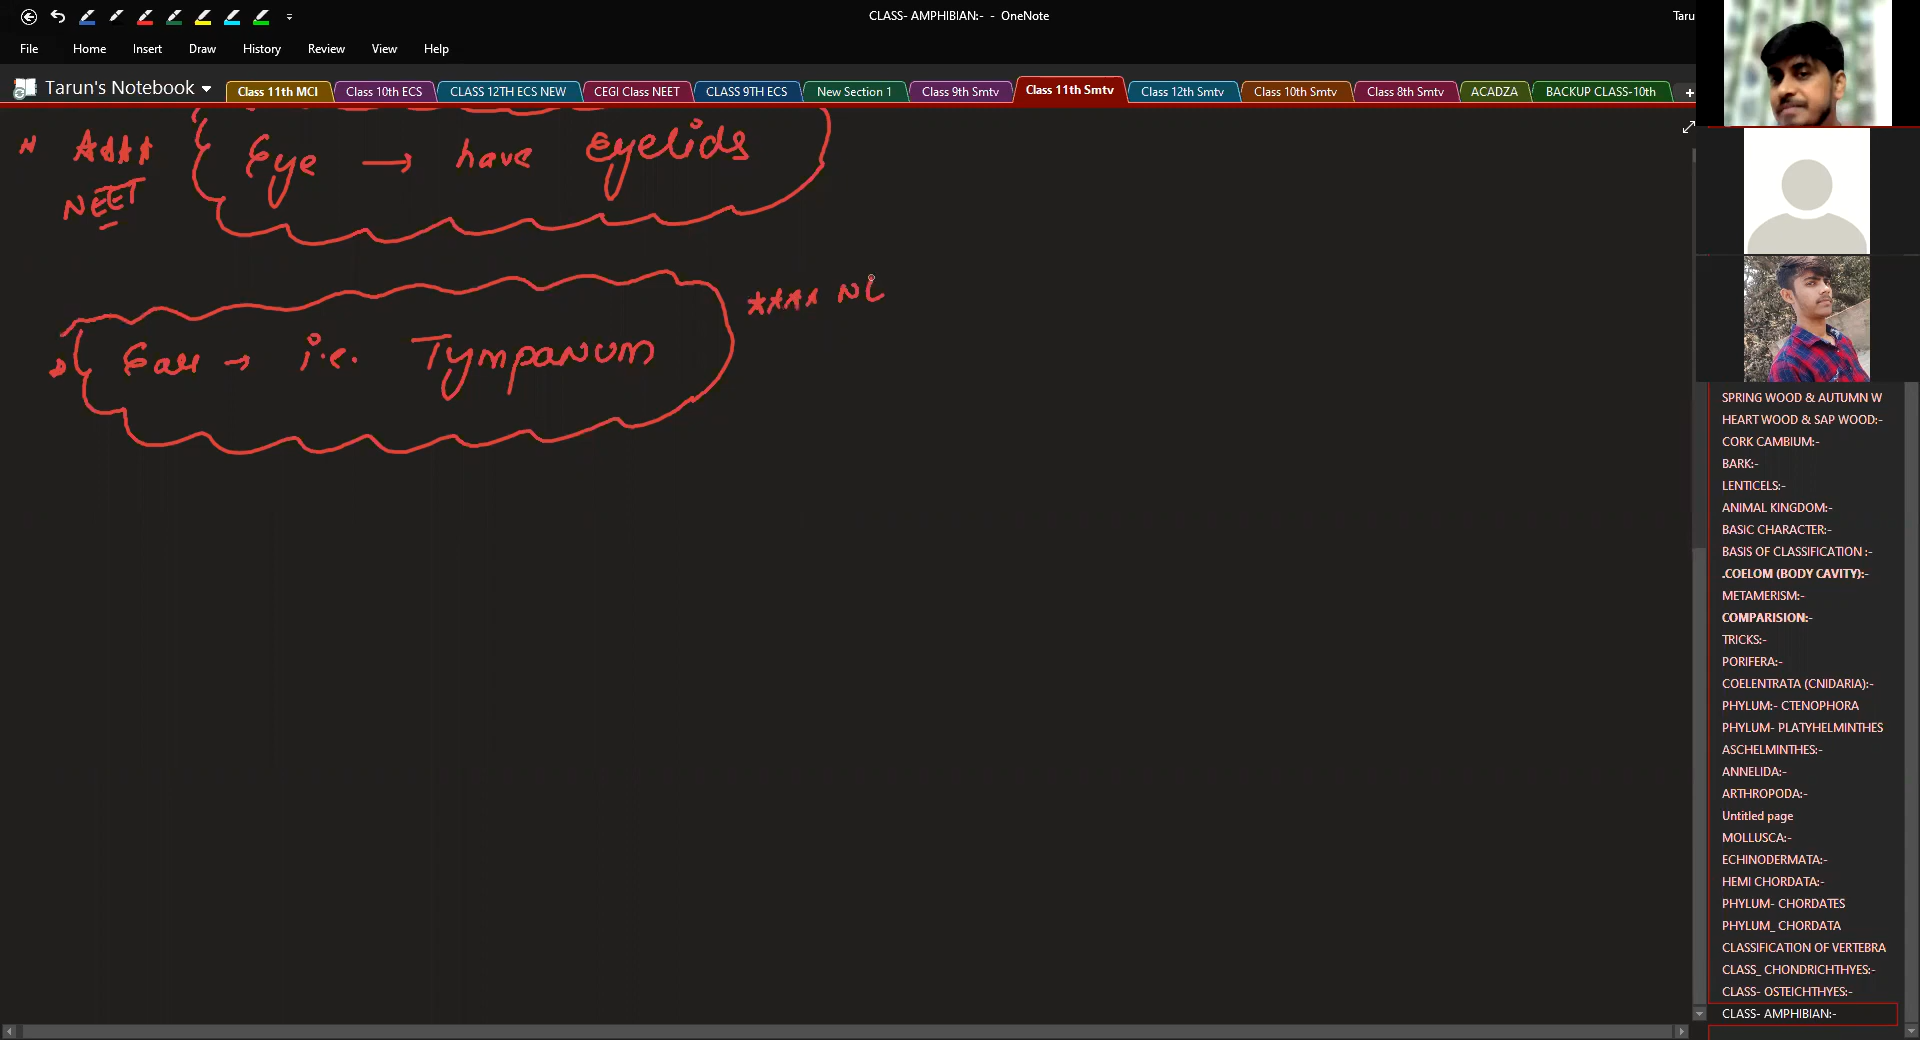 CLASS- AMPHIBIAN:- - OneNote
Taru
File Home Insert Draw History Review View Help
Tarun's Notebook
Class 11th MCI Class 10th ECS CLASS 12TH ECS NEW CEGI Class NEET CLASS 9TH ECS New Section 1 Class 9th Smtv Class 11th Smtv Class 12th Smtv Class 10th Smtv Class 8th Smtv ACADZA BACKUP CLASS-10th +
Eye → have Eyelids
NEET
Ear → i.e. Tympanum
SPRING WOOD & AUTUMN W
HEART WOOD & SAP WOOD:-
CORK CAMBIUM:-
BARK:-
LENTICELS:-
ANIMAL KINGDOM:-
BASIC CHARACTER:-
BASIS OF CLASSIFICATION :-
.COELOM (BODY CAVITY):-
METAMERISM:-
COMPARISION:-
TRICKS:-
PORIFERA:-
COELENTRATA (CNIDARIA):-
PHYLUM:- CTENOPHORA
PHYLUM- PLATYHELMINTHES
ASCHELMINTHES:-
ANNELIDA:-
ARTHROPODA:-
Untitled page
MOLLUSCA:-
ECHINODERMATA:-
HEMI CHORDATA:-
PHYLUM- CHORDATES
PHYLUM_ CHORDATA
CLASSIFICATION OF VERTEBRA
CLASS_ CHONDRICHTHYES:-
CLASS- OSTEICHTHYES:-
CLASS- AMPHIBIAN:-